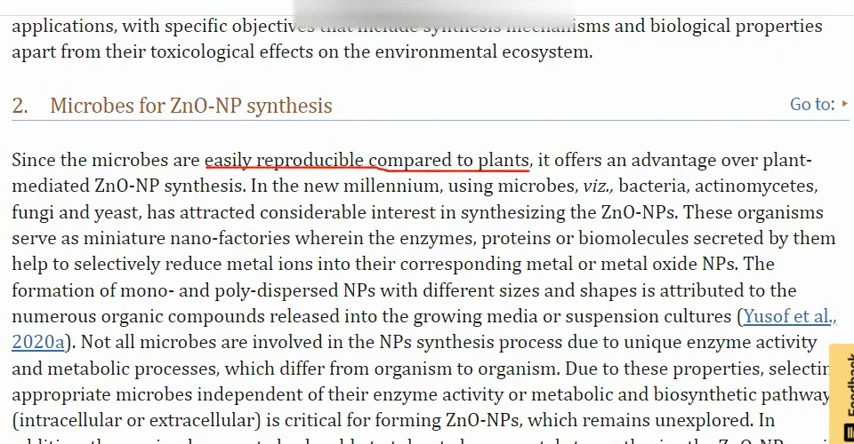 applications, with specific objectives that include synthesis mechanisms and biological properties
apart from their toxicological effects on the environmental ecosystem.
2. Microbes for ZnO-NP synthesis
Go to:
Since the microbes are easily reproducible compared to plants, it offers an advantage over plant-
mediated ZnO-NP synthesis. In the new millennium, using microbes, viz., bacteria, actinomycetes,
fungi and yeast, has attracted considerable interest in synthesizing the ZnO-NPs. These organisms
serve as miniature nano-factories wherein the enzymes, proteins or biomolecules secreted by them
help to selectively reduce metal ions into their corresponding metal or metal oxide NPs. The
formation of mono- and poly-dispersed NPs with different sizes and shapes is attributed to the
numerous organic compounds released into the growing media or suspension cultures (Yusof et al.,
2020a). Not all microbes are involved in the NPs synthesis process due to unique enzyme activity
and metabolic processes, which differ from organism to organism. Due to these properties, selectin
appropriate microbes independent of their enzyme activity or metabolic and biosynthetic pathway
(intracellular or extracellular) is critical for forming ZnO-NPs, which remains unexplored. In
Feedback